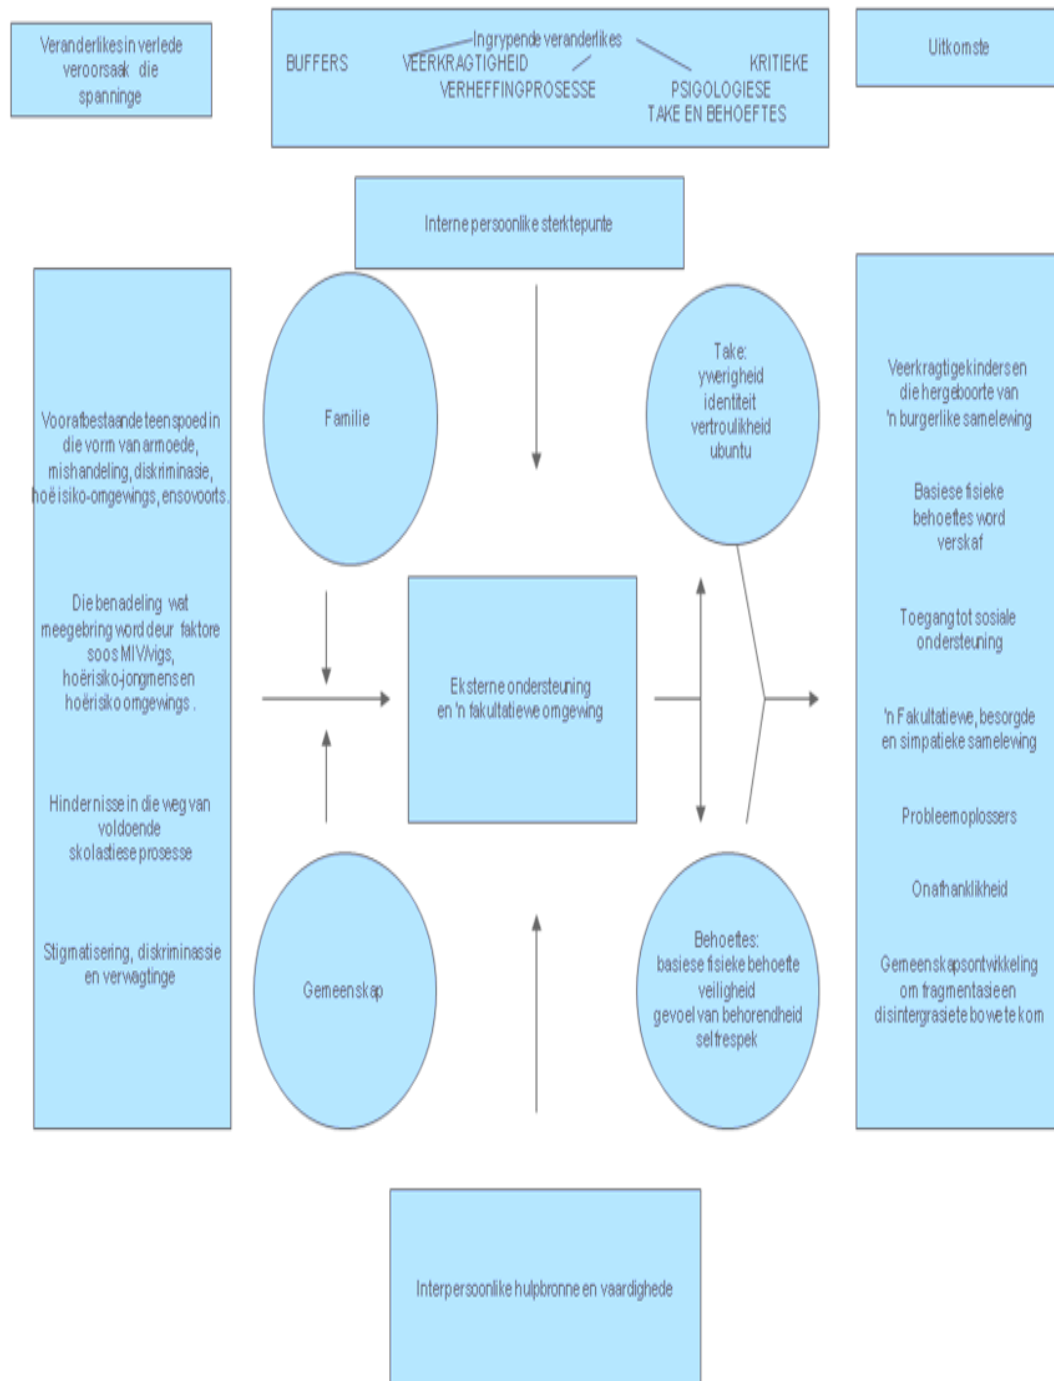 Veranderlikes in verlede
veroorsaak die
spanninge
Ingrypende veranderlikes
BUFFERS VEERKRAGTIGHEID KRITIEKE
VERHEFFINGPROSESSE PSIGOLOGIESE
TAKE EN BEHOEFTES
Uitkomste
Interne persoonlike sterktepunte
Voorafbestaande teenspoed in
die vorm van armoede,
mishandeling, diskriminasie,
hoë isiko-omgewings, ensovoorts.
Die benadeling wat
meegebring word deur faktore
soos MIV/vigs,
hoërisiko-jongmens en
hoërisiko omgewings .
Hindernisse in die weg van
voldoende
skolastiese prosesse
Stigmatisering, diskriminassie
en verwagtinge
Familie
Gemeenskap
Eksterne ondersteuning
en 'n fakultatiewe omgewing
Take:
ywerigheid
identiteit
vertroulikheid
ubuntu
Behoeftes:
basiese fisieke behoefte
veiligheid
gevoel van behorendheid
selfrespek
Veerkragtige kinders en
die hergeboorte van
'n burgerlike samelewing
Basiese fisieke
behoeftes word
verskaf
Toegang tot sosiale
ondersteuning
'n Fakultatiewe, besorgde
en simpatieke samelewing
Probleemoplossers
Onafhanklikheid
Gemeenskapsontwikkeling
om fragmentasie en
disintergrasie te bowe te kom
Interpersoonlike hulpbronne en vaardighede